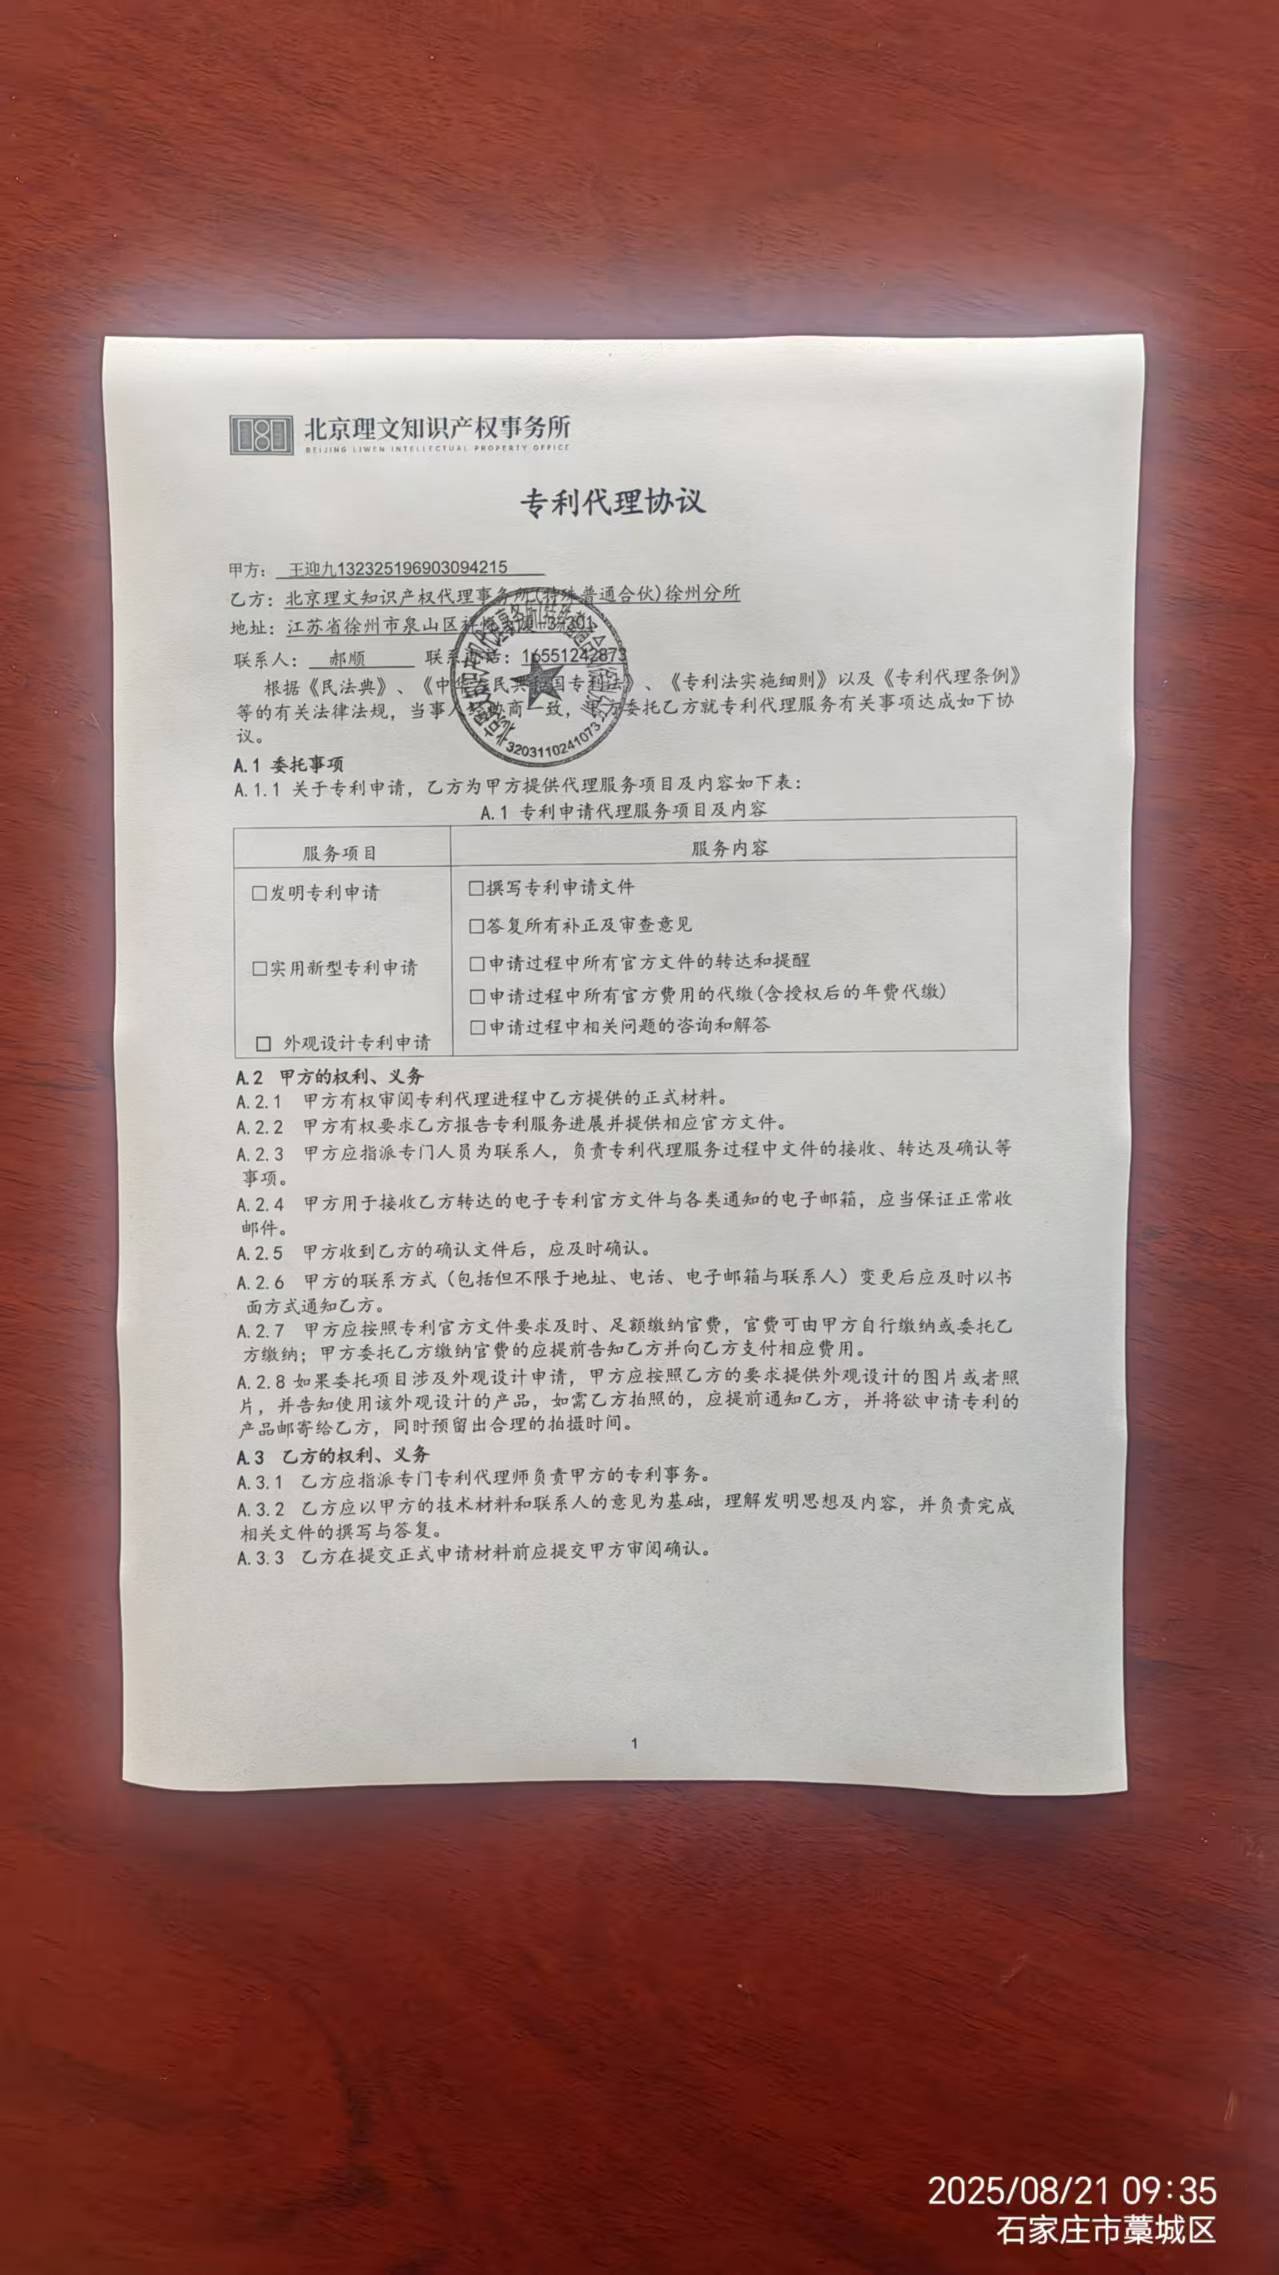 北京理文知识产权事务所
BEIJING LIWEN INTELLECTUAL PROPERTY OFFICE
专利代理协议
甲方： 王迎九132325196903094215
乙方：北京理文知识产权代理事务所(特殊普通合伙)徐州分所
地址：江苏省徐州市泉山区
联系人： 郝顺 联系电话：16551242873
根据《民法典》、《中华人民共和国专利法》、《专利法实施细则》以及《专利代理条例》
等的有关法律法规，当事人经协商一致，甲方委托乙方就专利代理服务有关事项达成如下协
议。
3203110241073
A.1 委托事项
A.1.1 关于专利申请，乙方为甲方提供代理服务项目及内容如下表：
A.1 专利申请代理服务项目及内容
服务项目 服务内容
□发明专利申请 □撰写专利申请文件
□答复所有补正及审查意见
□实用新型专利申请 □申请过程中所有官方文件的转达和提醒
□申请过程中所有官方费用的代缴(含授权后的年费代缴)
□申请过程中相关问题的咨询和解答
□ 外观设计专利申请
A.2 甲方的权利、义务
A.2.1 甲方有权审阅专利代理进程中乙方提供的正式材料。
A.2.2 甲方有权要求乙方报告专利服务进展并提供相应官方文件。
A.2.3 甲方应指派专门人员为联系人，负责专利代理服务过程中文件的接收、转达及确认等
事项。
A.2.4 甲方用于接收乙方转达的电子专利官方文件与各类通知的电子邮箱，应当保证正常收
邮件。
A.2.5 甲方收到乙方的确认文件后，应及时确认。
A.2.6 甲方的联系方式（包括但不限于地址、电话、电子邮箱与联系人）变更后应及时以书
面方式通知乙方。
A.2.7 甲方应按照专利官方文件要求及时、足额缴纳官费，官费可由甲方自行缴纳或委托乙
方缴纳；甲方委托乙方缴纳官费的应提前告知乙方并向乙方支付相应费用。
A.2.8 如果委托项目涉及外观设计申请，甲方应按照乙方的要求提供外观设计的图片或者照
片，并告知使用该外观设计的产品，如需乙方拍照的，应提前通知乙方，并将欲申请专利的
产品邮寄给乙方，同时预留出合理的拍摄时间。
A.3 乙方的权利、义务
A.3.1 乙方应指派专门专利代理师负责甲方的专利事务。
A.3.2 乙方应以甲方的技术材料和联系人的意见为基础，理解发明思想及内容，并负责完成
相关文件的撰写与答复。
A.3.3 乙方在提交正式申请材料前应提交甲方审阅确认。
1
2025/08/21 09:35
石家庄市藁城区